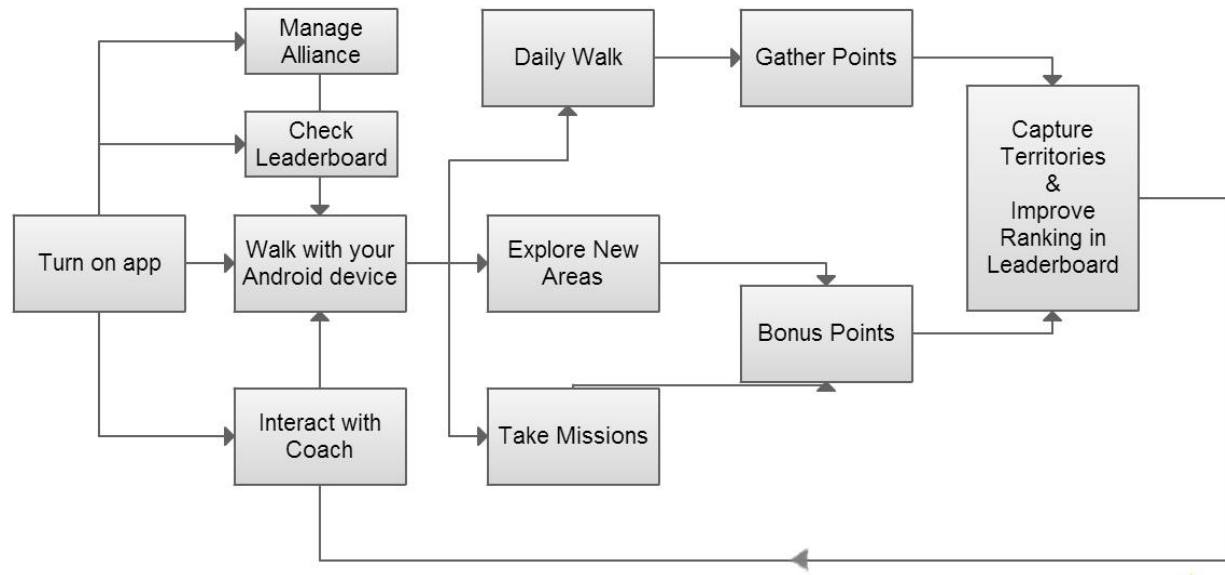 Manage
Alliance
Daily Walk
Gather Points
Check
Leaderboard
Capture
Territories
&
Improve
Ranking in
Leaderboard
Turn on app
Walk with your
Android device
Explore New
Areas
Bonus Points
Interact with
Coach
Take Missions